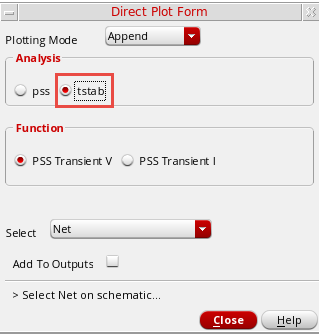 Direct Plot Form
Plotting Mode Append
Analysis
pss tstab
Function
PSS Transient V PSS Transient I
Select Net
Add To Outputs
> Select Net on schematic...
Close Help